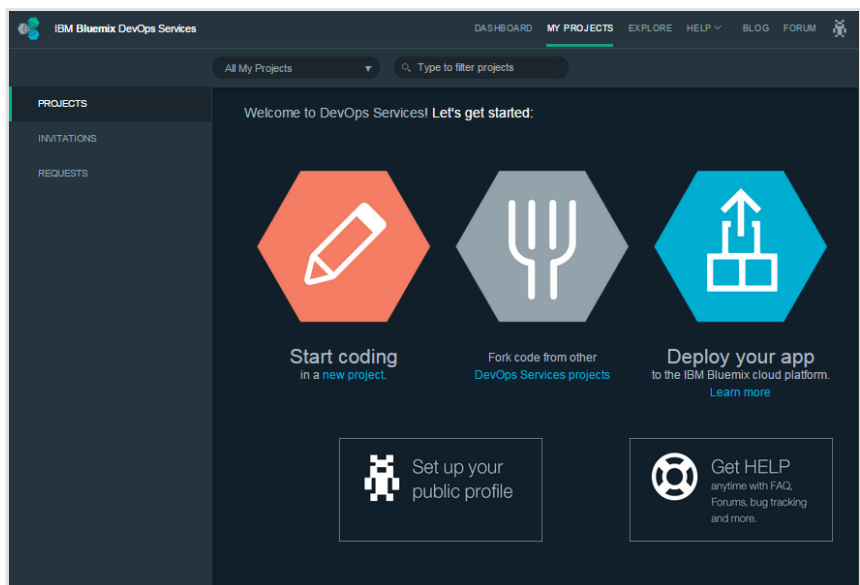 IBM Bluemix DevOps Services
DASHBOARD MY PROJECTS EXPLORE HELP BLOG FORUM
All My Projects
Type to filter projects
PROJECTS
INVITATIONS
REQUESTS
Welcome to DevOps Services! Let's get started:
Start coding
in a new project.
Fork code from other
DevOps Services projects
Deploy your app
to the IBM Bluemix cloud platform.
Learn more
Set up your
public profile
Get HELP
anytime with FAQ,
Forums, bug tracking
and more.